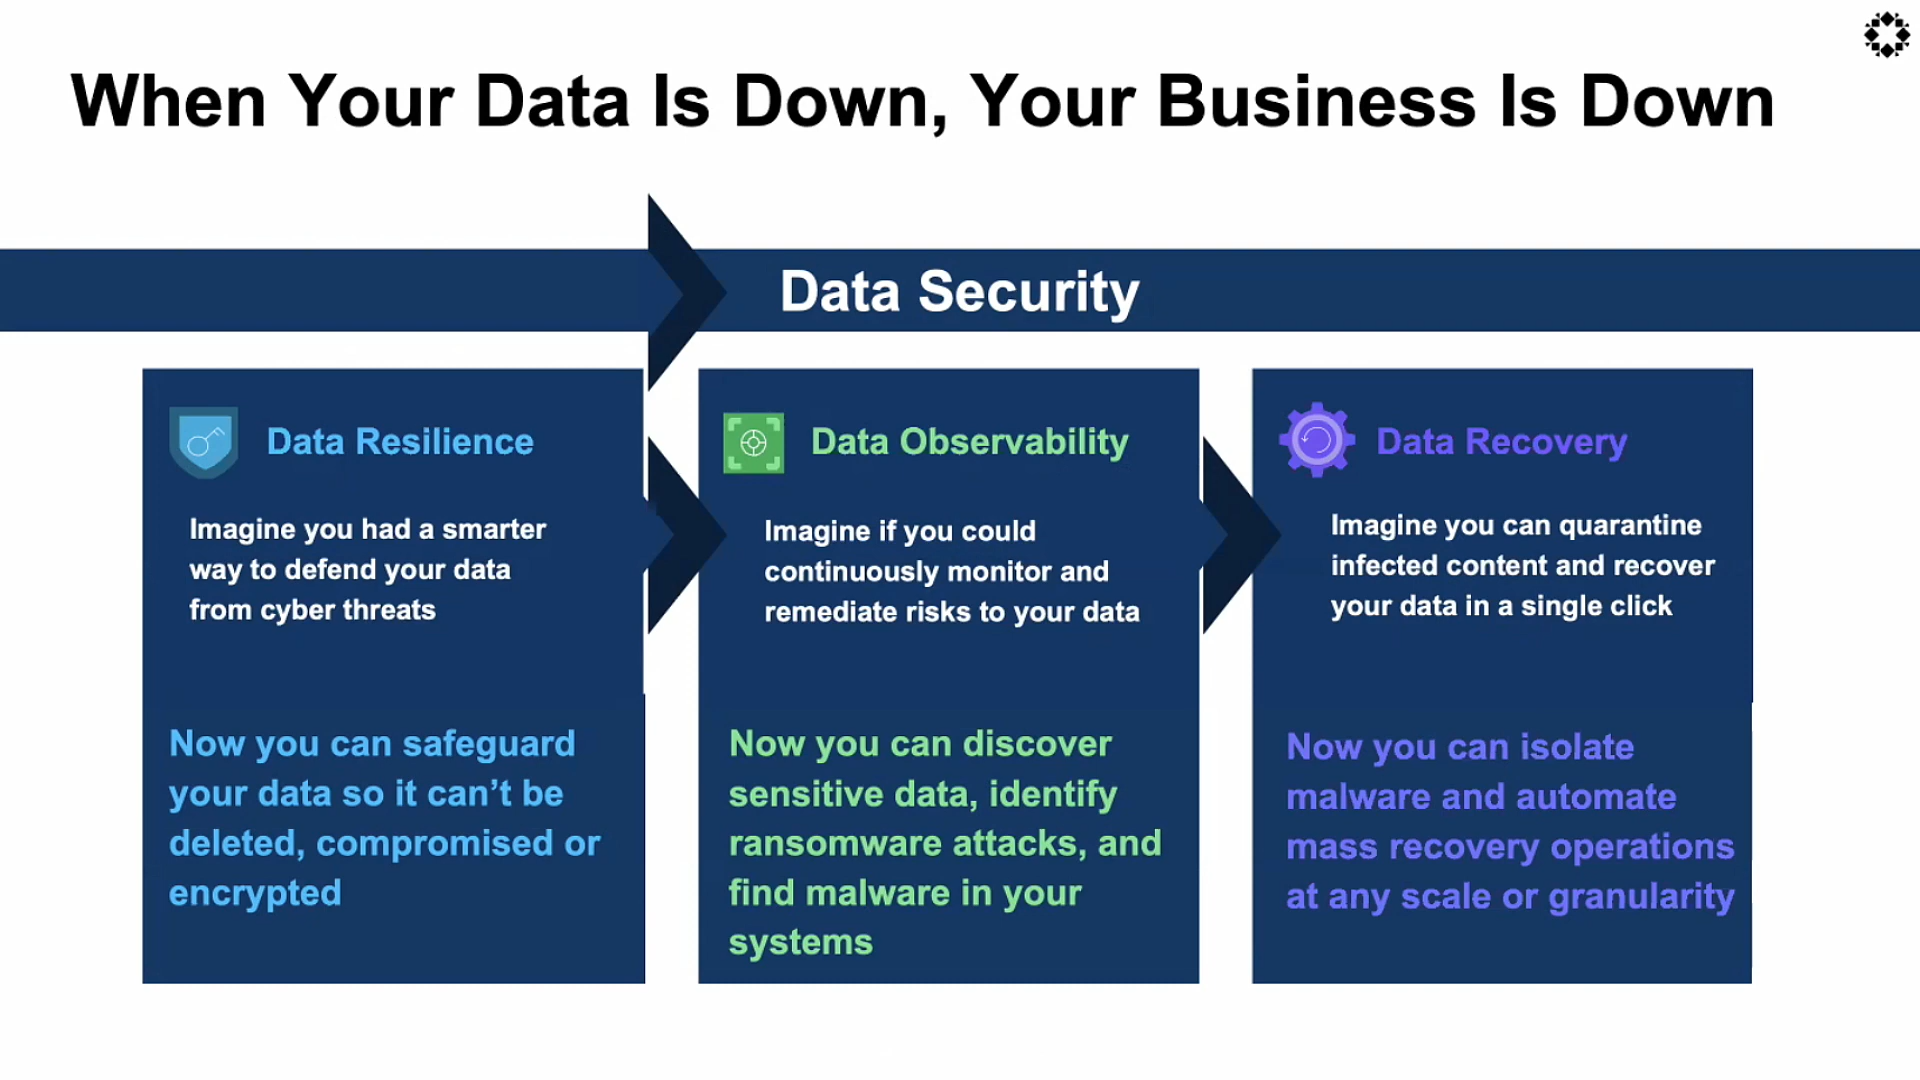 When Your Data Is Down, Your Business Is Down
Data Security
Data Resilience
Imagine you had a smarter
way to defend your data
from cyber threats
Now you can safeguard
your data so it can’t be
deleted, compromised or
encrypted
Data Observability
Imagine if you could
continuously monitor and
remediate risks to your data
Now you can discover
sensitive data, identify
ransomware attacks, and
find malware in your
systems
Data Recovery
Imagine you can quarantine
infected content and recover
your data in a single click
Now you can isolate
malware and automate
mass recovery operations
at any scale or granularity